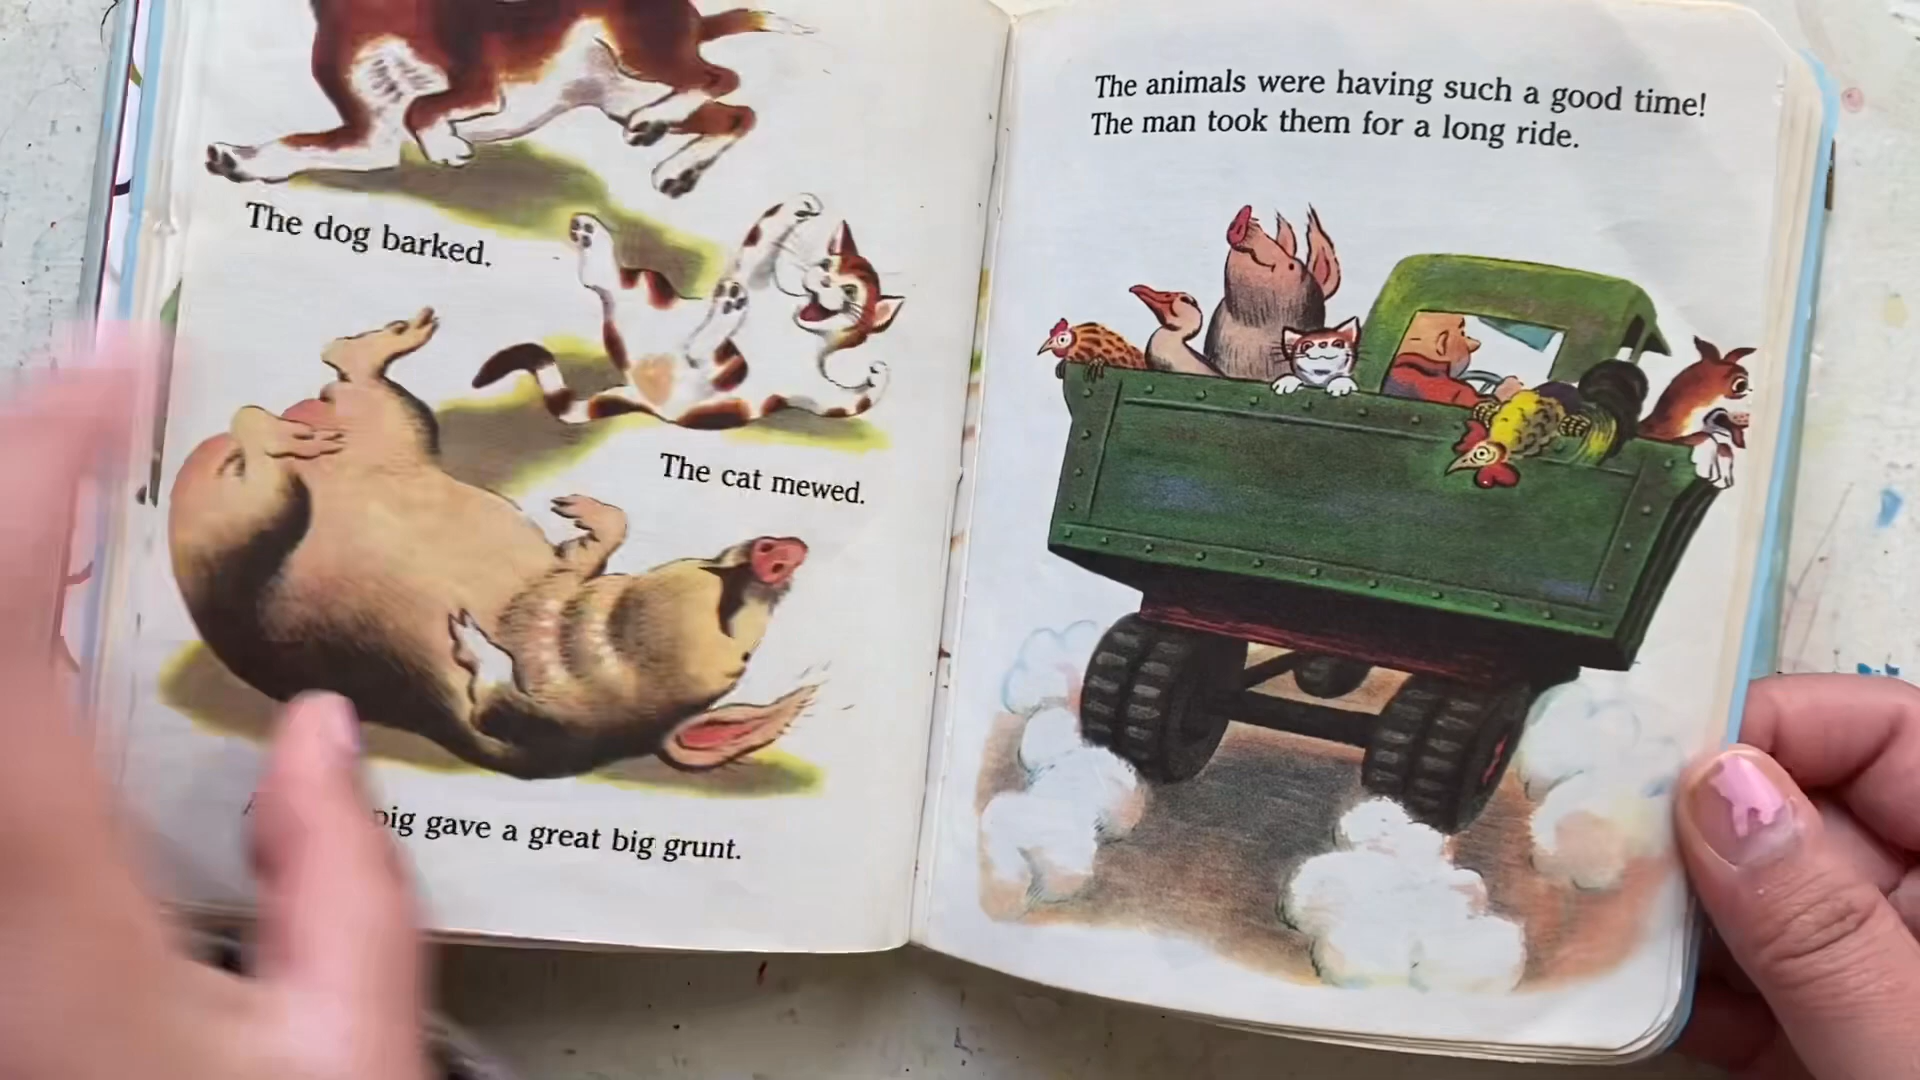 The dog barked.
The cat mewed.
pig gave a great big grunt.
The animals were having such a good time!
The man took them for a long ride.